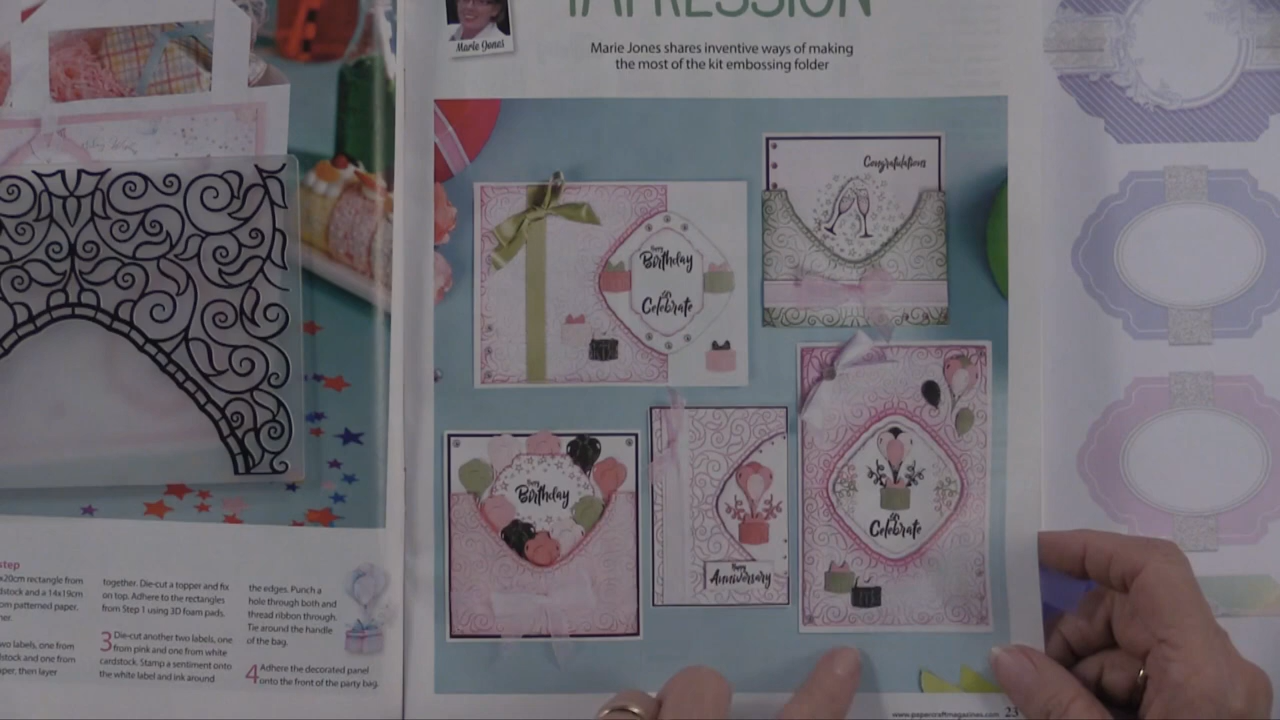 IMPRESSION
Marie Jones
Marie Jones shares inventive ways of making
the most of the kit embossing folder
Congratulations
Happy
Birthday
Celebrate
Happy
Birthday
Happy
Anniversary
Celebrate
step
x20cm rectangle from
dstock and a 14x19cm
om patterned paper,
ner.
wo labels, one from
dstock and one from
aper, then layer
together. Die-cut a topper and fix
on top. Adhere to the rectangles
from Step 1 using 3D foam pads.
3 Die-cut another two labels, one
from pink and one from white
cardstock. Stamp a sentiment onto
the white label and ink around
the edges. Punch a
hole through both and
thread ribbon through.
Tie around the handle
of the bag.
4 Adhere the decorated panel
onto the front of the party bag.
www.papercraftmagazines.com 23